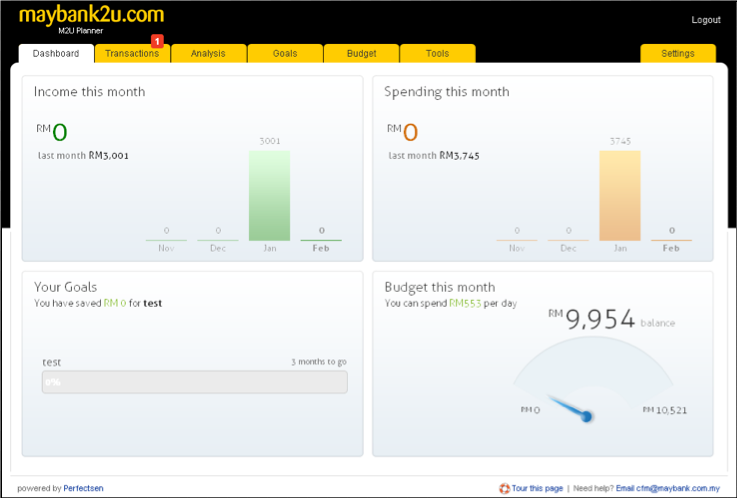 maybank2u.com
M2U Planner
Logout
1
Dashboard Transactions Analysis Goals Budget Tools Settings
Income this month
RM 0
last month RM3,001
3001
0 0 0
Nov Dec Jan Feb
Spending this month
RM 0
last month RM3,745
3745
0 0 0
Nov Dec Jan Feb
Your Goals
You have saved RM 0 for test
test 3 months to go
0%
Budget this month
You can spend RM553 per day
RM 9,954 balance
RM 0 RM 10,521
powered by Perfectsen
Tour this page | Need help? Email cfm@maybank.com.my